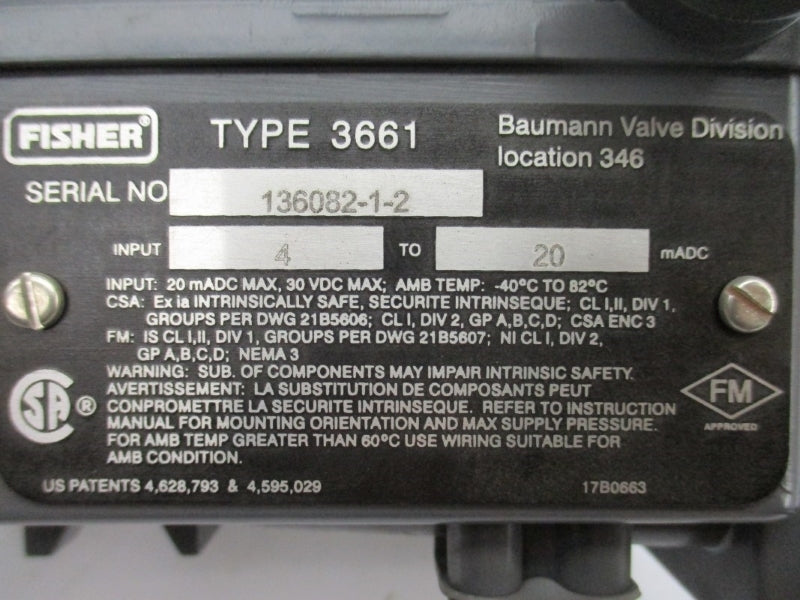 FISHER® TYPE 3661 Baumann Valve Division
location 346
SERIAL NO 136082-1-2
INPUT 4 TO 20 mADC
INPUT: 20 mADC MAX, 30 VDC MAX; AMB TEMP: -40°C TO 82°C
CSA: Ex ia INTRINSICALLY SAFE, SECURITE INTRINSEQUE; CL I,II, DIV 1,
GROUPS PER DWG 21B5606; CL I, DIV 2, GP A,B,C,D; CSA ENC 3
FM: IS CL I,II, DIV 1, GROUPS PER DWG 21B5607; NI CL I, DIV 2,
GP A,B,C,D; NEMA 3
WARNING: SUB. OF COMPONENTS MAY IMPAIR INTRINSIC SAFETY.
AVERTISSEMENT: LA SUBSTITUTION DE COMPOSANTS PEUT
CONPROMETTRE LA SECURITE INTRINSEQUE. REFER TO INSTRUCTION
MANUAL FOR MOUNTING ORIENTATION AND MAX SUPPLY PRESSURE.
FOR AMB TEMP GREATER THAN 60°C USE WIRING SUITABLE FOR
AMB CONDITION.
SA ®
FM
APPROVED
US PATENTS 4,628,793 & 4,595,029 17B0663